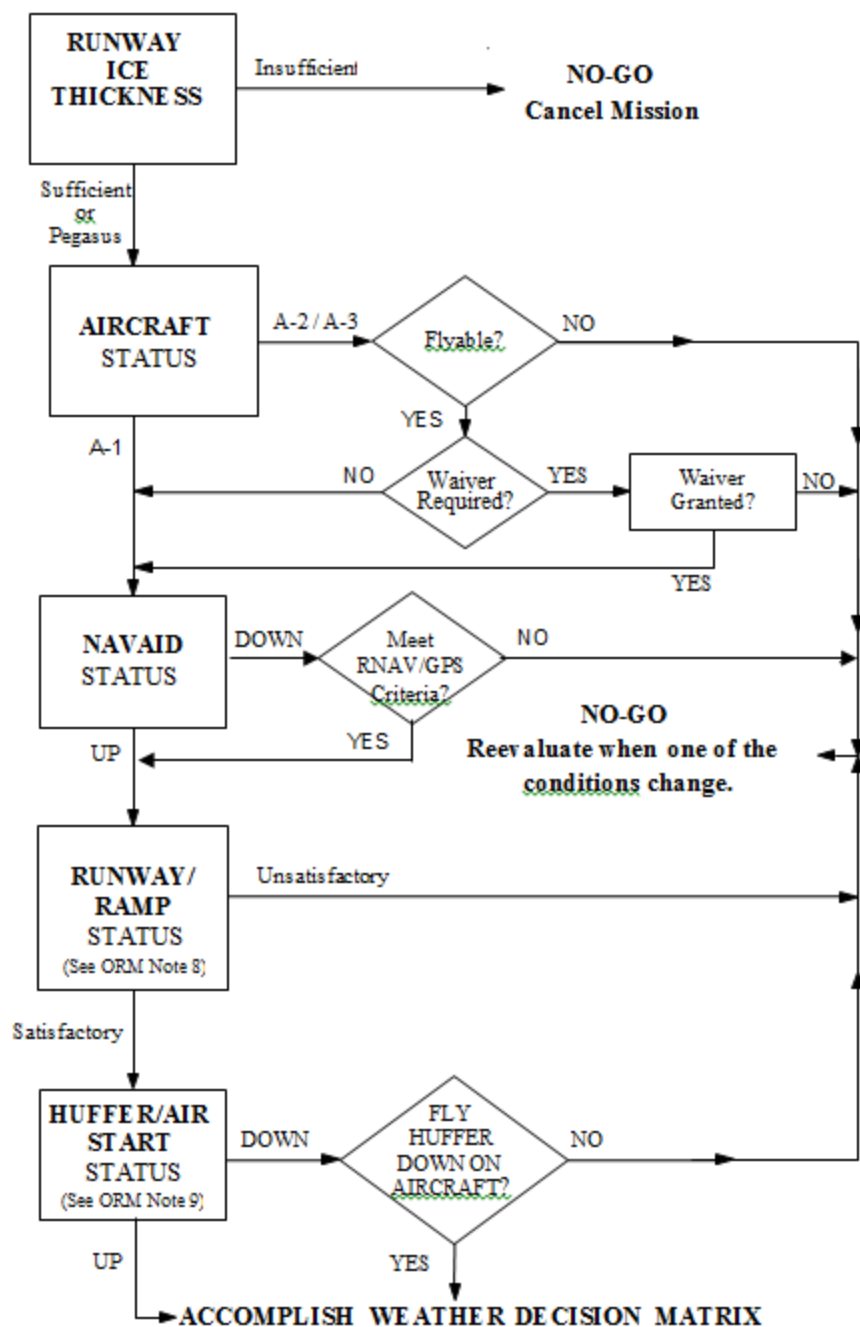 RUNWAY
ICE
THICKNESS
Insufficient
NO-GO
Cancel Mission
Sufficient
or
Pegasus
AIRCRAFT
STATUS
A-2 / A-3
Flyable?
NO
YES
A-1
NO
Waiver
Required?
YES
Waiver
Granted?
NO
YES
NAVAID
STATUS
DOWN
Meet
RNAV/GPS
Criteria?
NO
YES
UP
NO-GO
Reevaluate when one of the
conditions change.
RUNWAY/
RAMP
STATUS
(See ORM Note 8)
Unsatisfactory
Satisfactory
HUFFER/AIR
START
STATUS
(See ORM Note 9)
DOWN
FLY
HUFFER
DOWN ON
AIRCRAFT?
NO
UP
YES
ACCOMPLISH WEATHER DECISION MATRIX